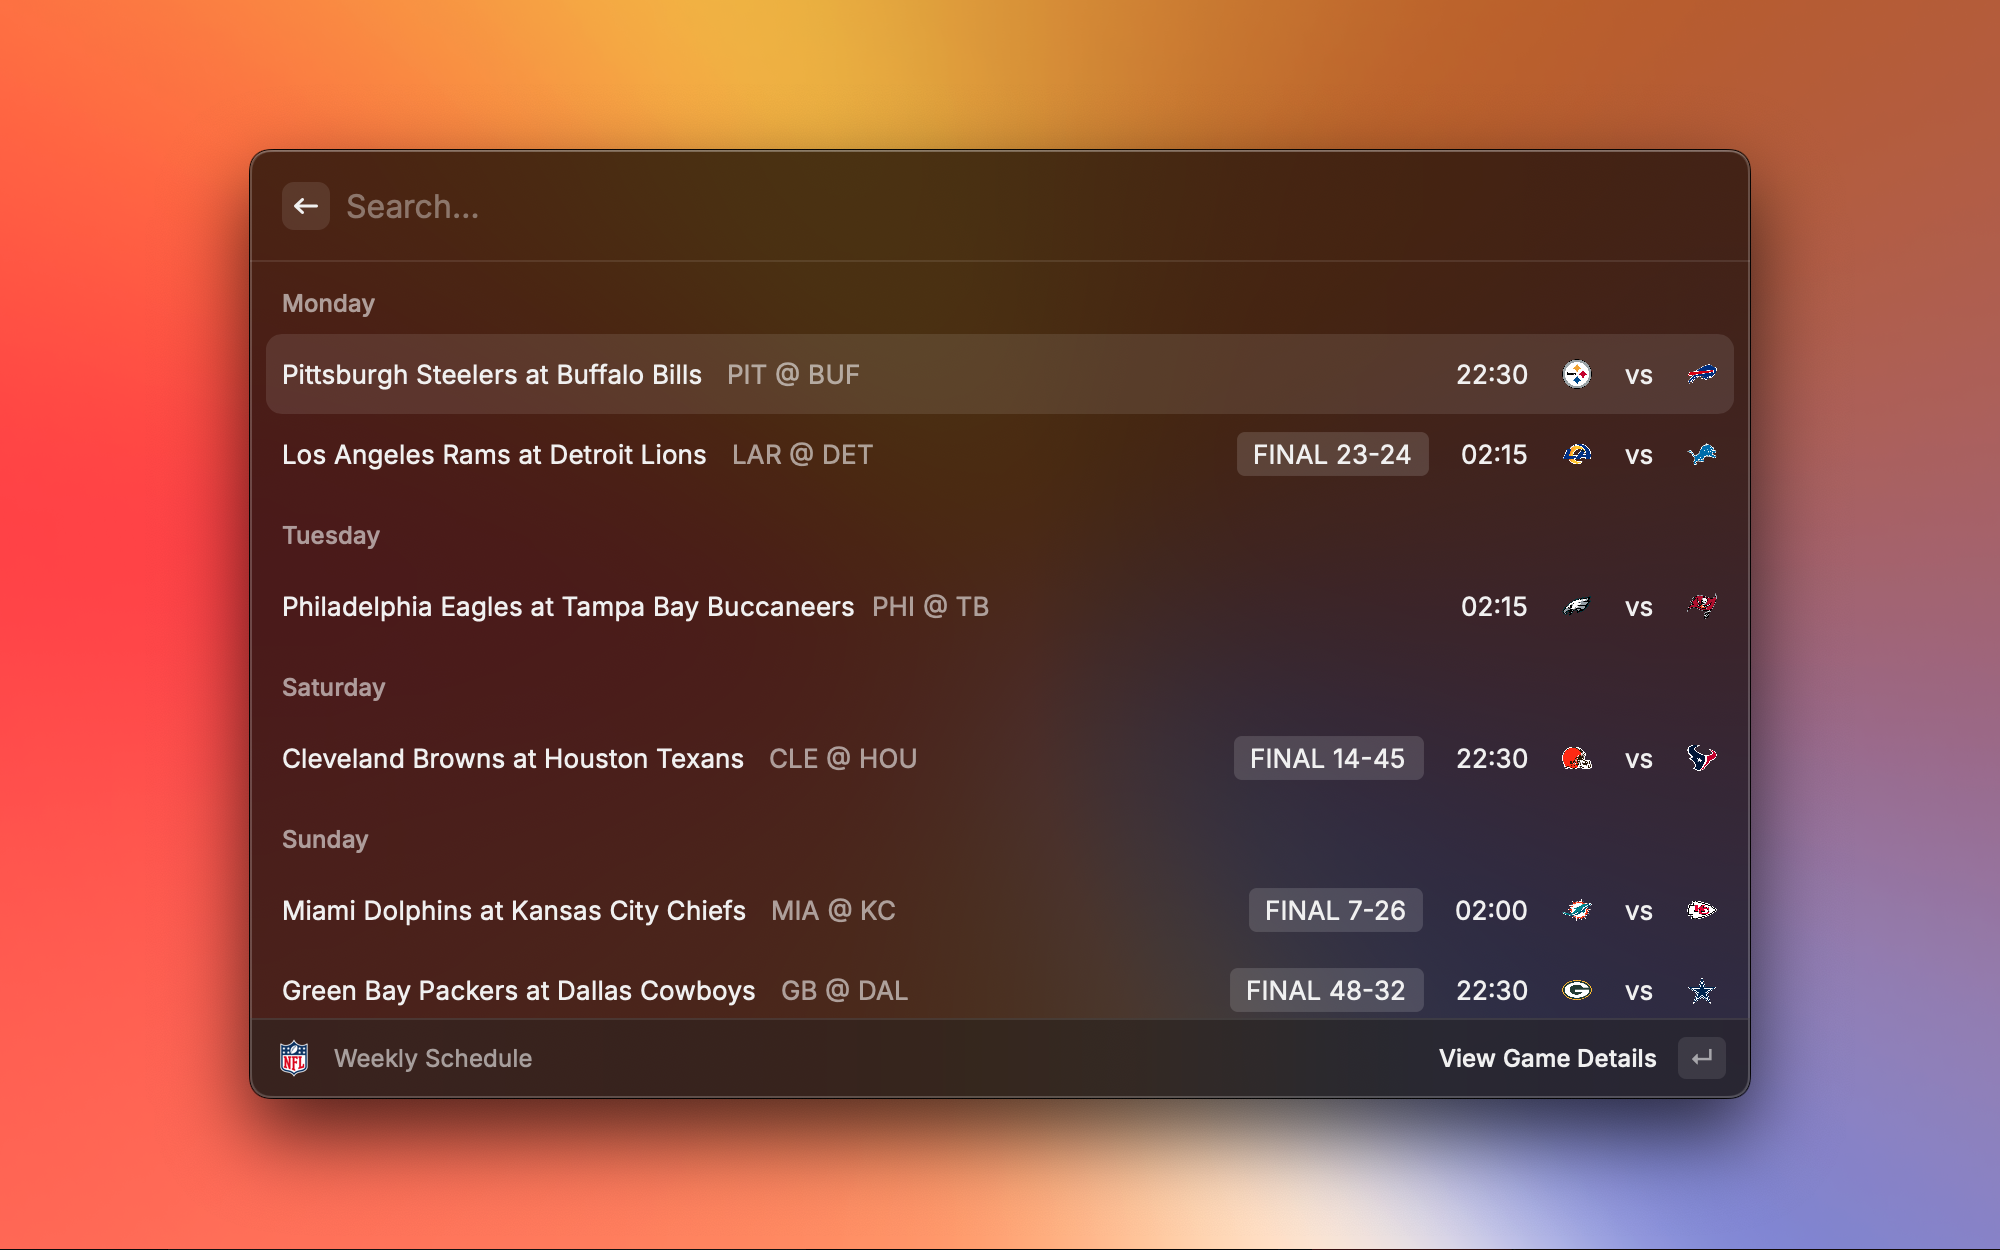 Search...
Monday
Pittsburgh Steelers at Buffalo Bills PIT @ BUF 22:30 vs
Los Angeles Rams at Detroit Lions LAR @ DET FINAL 23-24 02:15 vs
Tuesday
Philadelphia Eagles at Tampa Bay Buccaneers PHI @ TB 02:15 vs
Saturday
Cleveland Browns at Houston Texans CLE @ HOU FINAL 14-45 22:30 vs
Sunday
Miami Dolphins at Kansas City Chiefs MIA @ KC FINAL 7-26 02:00 vs
Green Bay Packers at Dallas Cowboys GB @ DAL FINAL 48-32 22:30 vs
NFL Weekly Schedule View Game Details